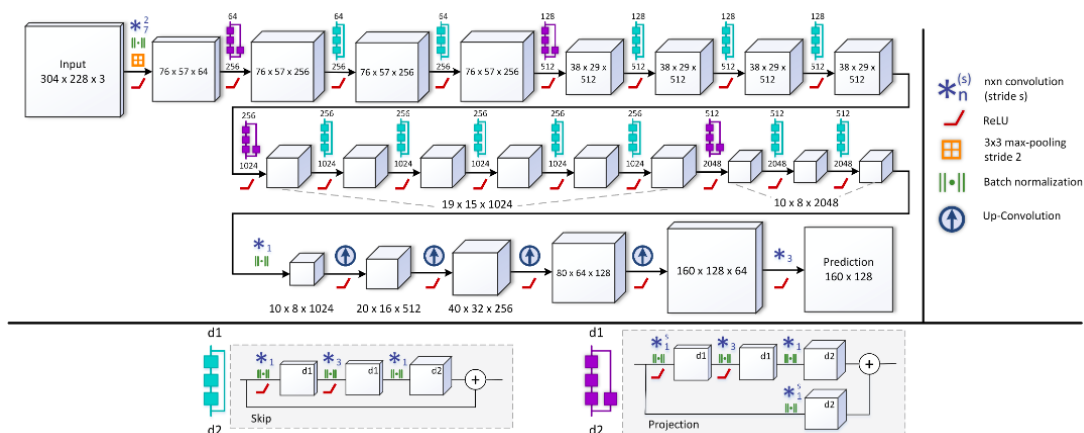 64 64 64 128 128 128 128
* 2 7
Input
304 x 228 x 3
76 x 57 x 64
256
76 x 57 x 256
256
76 x 57 x 256
256
76 x 57 x 256
512
38 x 29 x
512
512
38 x 29 x
512
512
38 x 29 x
512
512
38 x 29 x
512
* (s) n
nxn convolution
(stride s)
ReLU
3x3 max-pooling
stride 2
Batch normalization
Up-Convolution
256 256 256 256 256 256 512 512 512
1024 1024 1024 1024 1024 1024 2048 2048 2048
19 x 15 x 1024
10 x 8 x 2048
* 1
* 3
80 x 64 x 128
160 x 128 x 64
Prediction
160 x 128
10 x 8 x 1024 20 x 16 x 512 40 x 32 x 256
d1
d2
* 1 d1 * 3 d1 * 1 d2 +
Skip
d1
d2
* s 1 d1 * 3 d1 * 1 d2 +
* s 1 d2
Projection